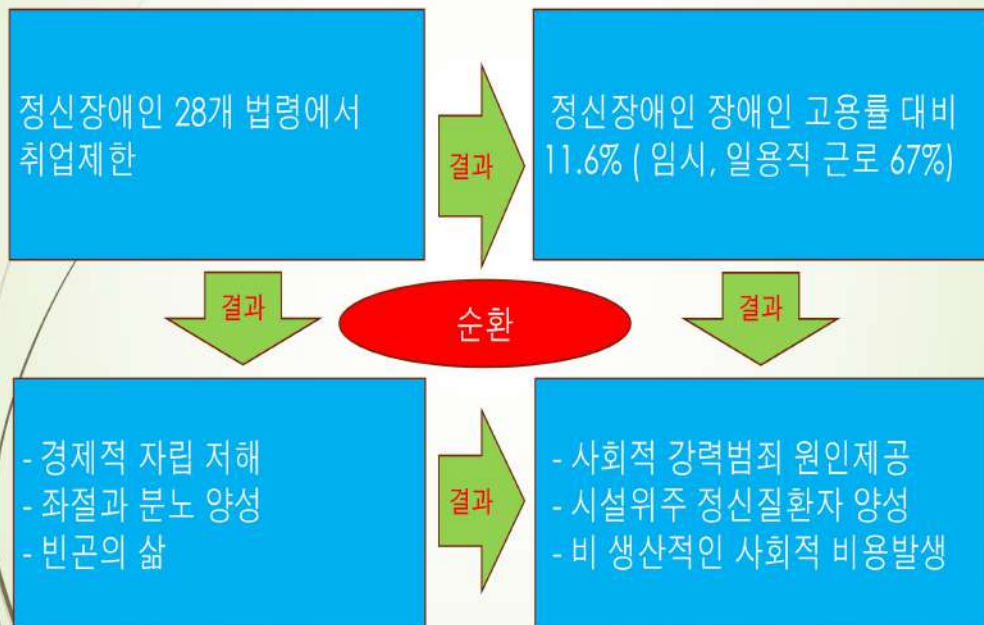 정신장애인 28개 법령에서
취업제한
결과
정신장애인 장애인 고용률 대비
11.6% ( 임시, 일용직 근로 67%)
결과
순환
결과
- 경제적 자립 저해
- 좌절과 분노 양성
- 빈곤의 삶
결과
- 사회적 강력범죄 원인제공
- 시설위주 정신질환자 양성
- 비 생산적인 사회적 비용발생